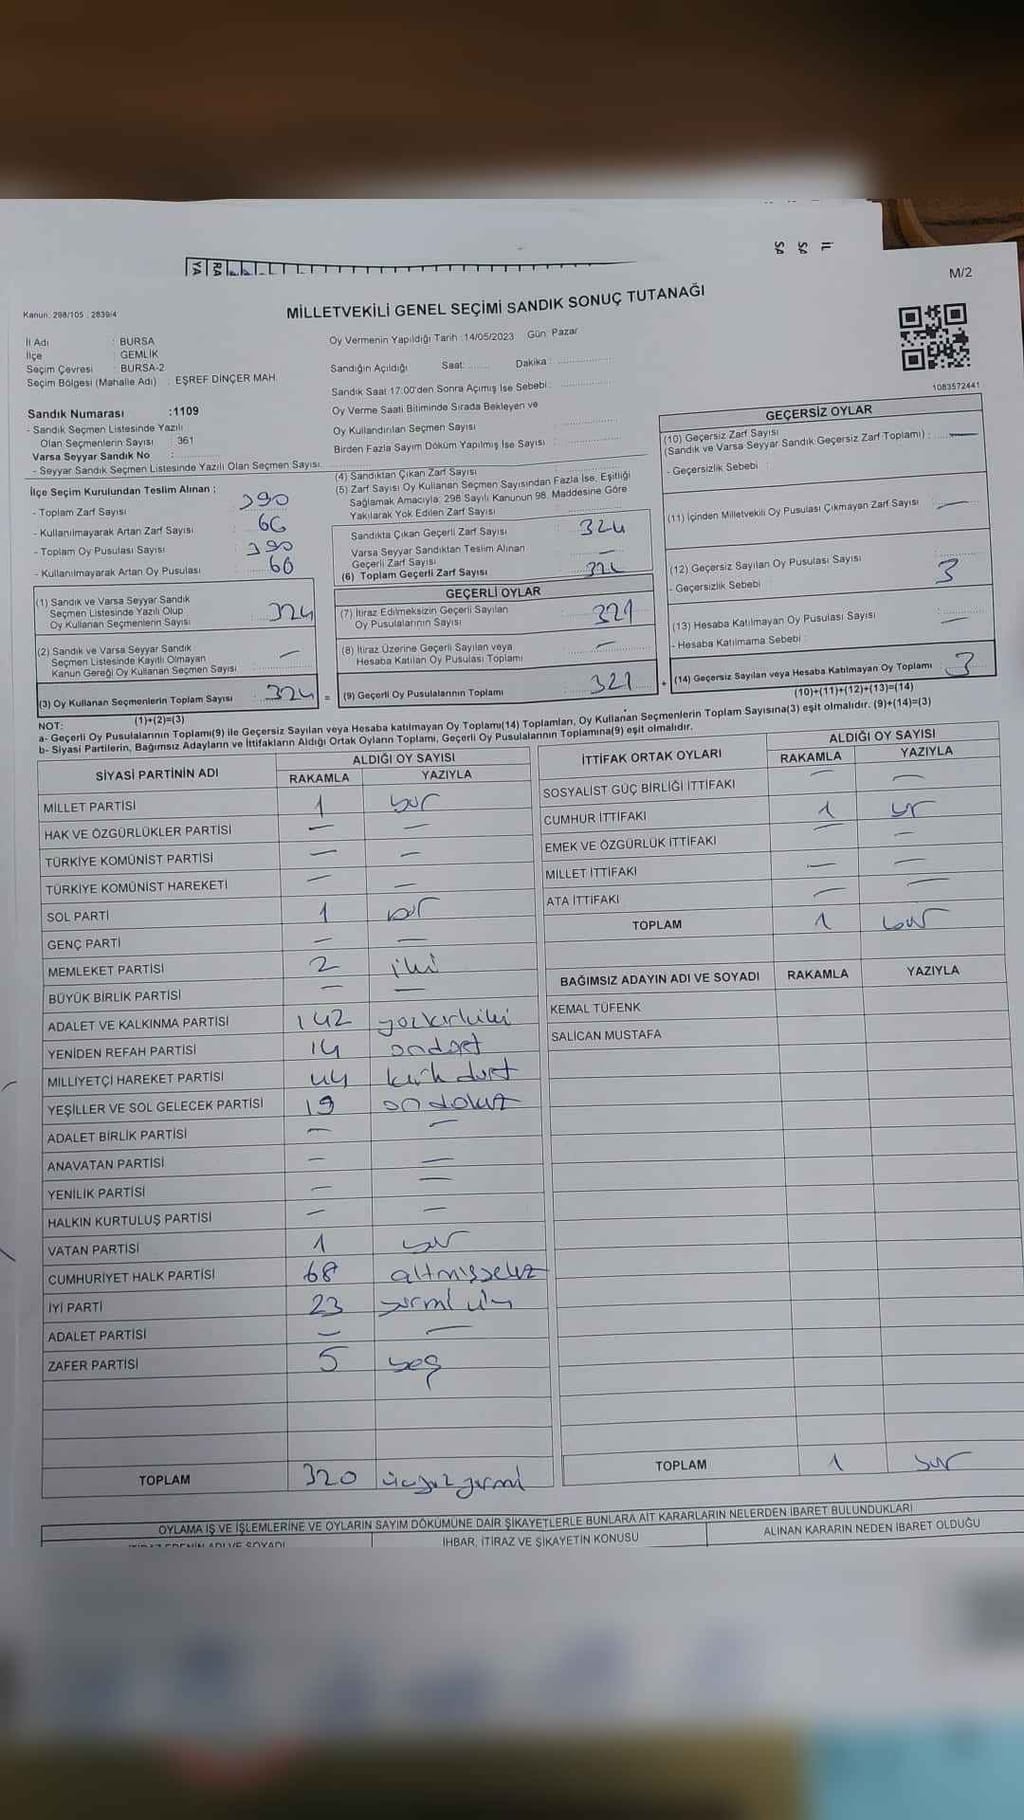 M/2
Kanun: 298/105 - 2839/4
MİLLETVEKİLİ GENEL SEÇİMİ SANDIK SONUÇ TUTANAĞI
İl Adı : BURSA
İlçe : GEMLİK
Seçim Çevresi : BURSA-2
Seçim Bölgesi (Mahalle Adı) : EŞREF DİNÇER MAH.
Oy Vermenin Yapıldığı Tarih :14/05/2023 Gün: Pazar
Sandığın Açıldığı Saat: Dakika :
Sandık Saat 17:00'den Sonra Açımış İse Sebebi :
Oy Verme Saati Bitiminde Sırada Bekleyen ve
Oy Kullandırılan Seçmen Sayısı :
Birden Fazla Sayım Döküm Yapılmış İse Sayısı :
1083572441
Sandık Numarası :1109
- Sandık Seçmen Listesinde Yazılı
Olan Seçmenlerin Sayısı : 361
Varsa Seyyar Sandık No :
- Seyyar Sandık Seçmen Listesinde Yazılı Olan Seçmen Sayısı:
İlçe Seçim Kurulundan Teslim Alınan ;
- Toplam Zarf Sayısı 390
- Kullanılmayarak Artan Zarf Sayısı 66
- Toplam Oy Pusulası Sayısı 390
- Kullanılmayarak Artan Oy Pusulası 66
(1) Sandık ve Varsa Seyyar Sandık
Seçmen Listesinde Yazılı Olup
Oy Kullanan Seçmenlerin Sayısı 324
(2) Sandık ve Varsa Seyyar Sandık
Seçmen Listesinde Kayıtlı Olmayan
Kanun Gereği Oy Kullanan Seçmen Sayısı —
(3) Oy Kullanan Seçmenlerin Toplam Sayısı 324 =
(1)+(2)=(3)
(4) Sandıktan Çıkan Zarf Sayısı
(5) Zarf Sayısı Oy Kullanan Seçmen Sayısından Fazla İse, Eşitliği
Sağlamak Amacıyla, 298 Sayılı Kanunun 98. Maddesine Göre
Yakılarak Yok Edilen Zarf Sayısı
Sandıkta Çıkan Geçerli Zarf Sayısı 324
Varsa Seyyar Sandıktan Teslim Alınan
Geçerli Zarf Sayısı —
(6) Toplam Geçerli Zarf Sayısı 324
GEÇERLİ OYLAR
(7) İtiraz Edilmeksizin Geçerli Sayılan
Oy Pusulalarının Sayısı 321
(8) İtiraz Üzerine Geçerli Sayılan veya
Hesaba Katılan Oy Pusulası Toplamı —
(9) Geçerli Oy Pusulalarının Toplamı 321 +
GEÇERSİZ OYLAR
(10) Geçersiz Zarf Sayısı
(Sandık ve Varsa Seyyar Sandık Geçersiz Zarf Toplamı) : —
- Geçersizlik Sebebi :
(11) İçinden Milletvekili Oy Pusulası Çıkmayan Zarf Sayısı —
(12) Geçersiz Sayılan Oy Pusulası Sayısı 3
- Geçersizlik Sebebi
(13) Hesaba Katılmayan Oy Pusulası Sayısı —
- Hesaba Katılmama Sebebi :
(14) Geçersiz Sayılan veya Hesaba Katılmayan Oy Toplamı 3
(10)+(11)+(12)+(13)=(14)
NOT:
a- Geçerli Oy Pusulalarının Toplamı(9) ile Geçersiz Sayılan veya Hesaba katılmayan Oy Toplamı(14) Toplamları, Oy Kullanan Seçmenlerin Toplam Sayısına(3) eşit olmalıdır. (9)+(14)=(3)
b- Siyasi Partilerin, Bağımsız Adayların ve İttifakların Aldığı Ortak Oyların Toplamı, Geçerli Oy Pusulalarının Toplamına(9) eşit olmalıdır.
SİYASİ PARTİNİN ADI ALDIĞI OY SAYISI
RAKAMLA YAZIYLA
MİLLET PARTİSİ 1 bir
HAK VE ÖZGÜRLÜKLER PARTİSİ — —
TÜRKİYE KOMÜNİST PARTİSİ — —
TÜRKİYE KOMÜNİST HAREKETİ — —
SOL PARTİ 1 bir
GENÇ PARTİ — —
MEMLEKET PARTİSİ 2 iki
BÜYÜK BİRLİK PARTİSİ — —
ADALET VE KALKINMA PARTİSİ 142 yüzkırkiki
YENİDEN REFAH PARTİSİ 14 ondört
MİLLİYETÇİ HAREKET PARTİSİ 44 kırk dört
YEŞİLLER VE SOL GELECEK PARTİSİ 19 ondokuz
ADALET BİRLİK PARTİSİ — —
ANAVATAN PARTİSİ — —
YENİLİK PARTİSİ — —
HALKIN KURTULUŞ PARTİSİ — —
VATAN PARTİSİ 1 bir
CUMHURİYET HALK PARTİSİ 68 altmışsekiz
İYİ PARTİ 23 yirmi üç
ADALET PARTİSİ — —
ZAFER PARTİSİ 5 beş
TOPLAM 320 üçyüz yirmi
İTTİFAK ORTAK OYLARI ALDIĞI OY SAYISI
RAKAMLA YAZIYLA
SOSYALİST GÜÇ BİRLİĞİ İTTİFAKI — —
CUMHUR İTTİFAKI 1 bir
EMEK VE ÖZGÜRLÜK İTTİFAKI — —
MİLLET İTTİFAKI — —
ATA İTTİFAKI — —
TOPLAM 1 bir
BAĞIMSIZ ADAYIN ADI VE SOYADI RAKAMLA YAZIYLA
KEMAL TÜFENK
SALİCAN MUSTAFA
TOPLAM 1 bir
OYLAMA İŞ VE İŞLEMLERİNE VE OYLARIN SAYIM DÖKÜMÜNE DAİR ŞİKAYETLERLE BUNLARA AİT KARARLARIN NELERDEN İBARET BULUNDUKLARI
İTİRAZ EDENİN ADI VE SOYADI İHBAR, İTİRAZ VE ŞİKAYETİN KONUSU ALINAN KARARIN NEDEN İBARET OLDUĞU